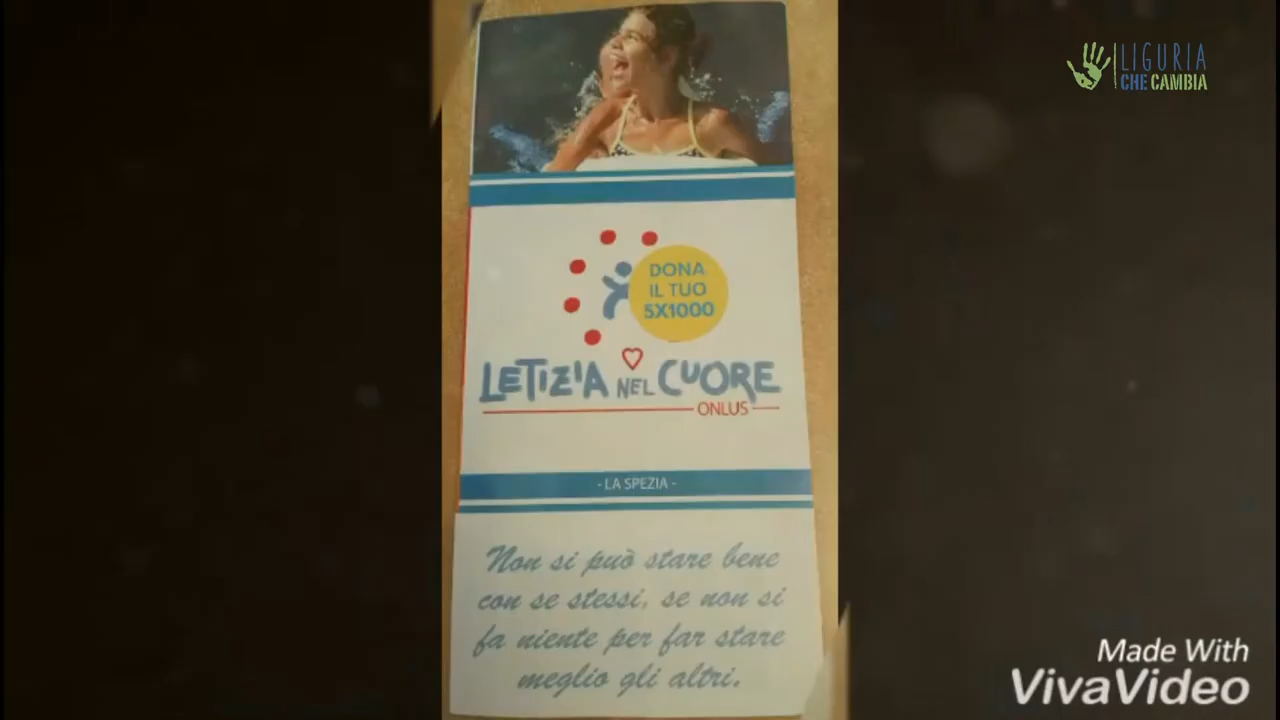 LIGURIA
CHE CAMBIA
DONA
IL TUO
5X1000
LETIZIA NEL CUORE
ONLUS
- LA SPEZIA -
Non si può stare bene
con se stessi, se non si
fa niente per far stare
meglio gli altri.
Made With
VivaVideo